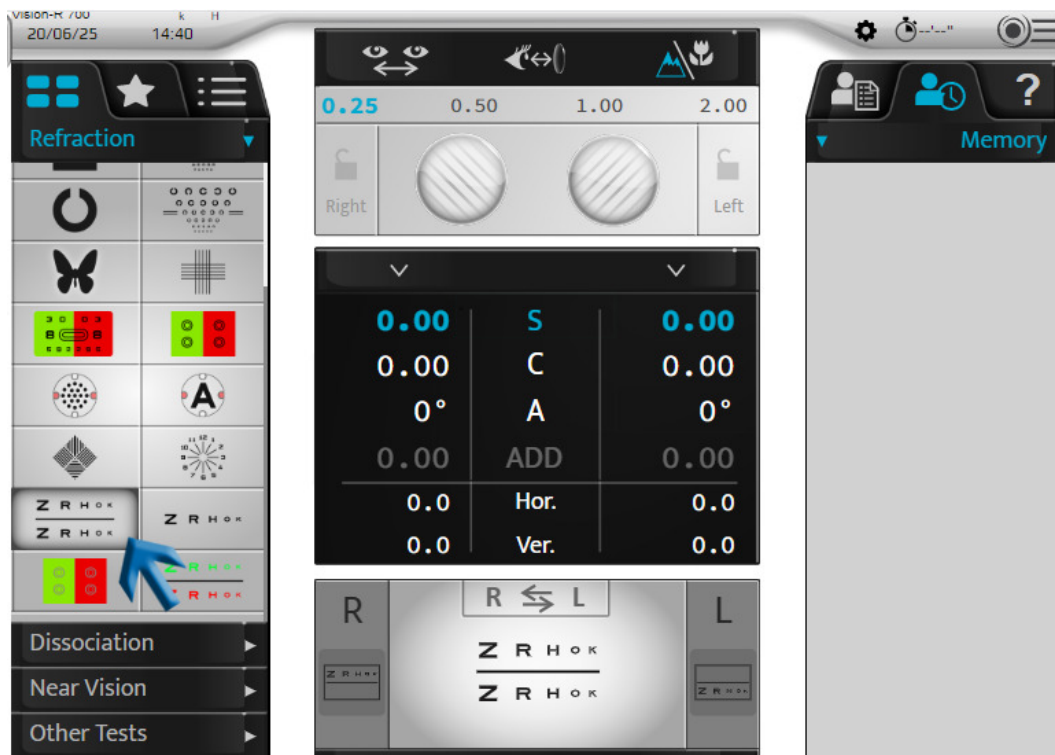 Vision-R 700 k H
20/06/25 14:40 --'--"
0.25 0.50 1.00 2.00
Refraction
Memory
?
Right Left
0.00 S 0.00
0.00 C 0.00
0° A 0°
0.00 ADD 0.00
0.0 Hor. 0.0
0.0 Ver. 0.0
A
Z R H O K
Z R H O K
Z R H O K
Z R H O K
Z R H O K
R R L L
Z R H O K
Z R H O K
Z R H O K
Z R H O K
Dissociation
Near Vision
Other Tests